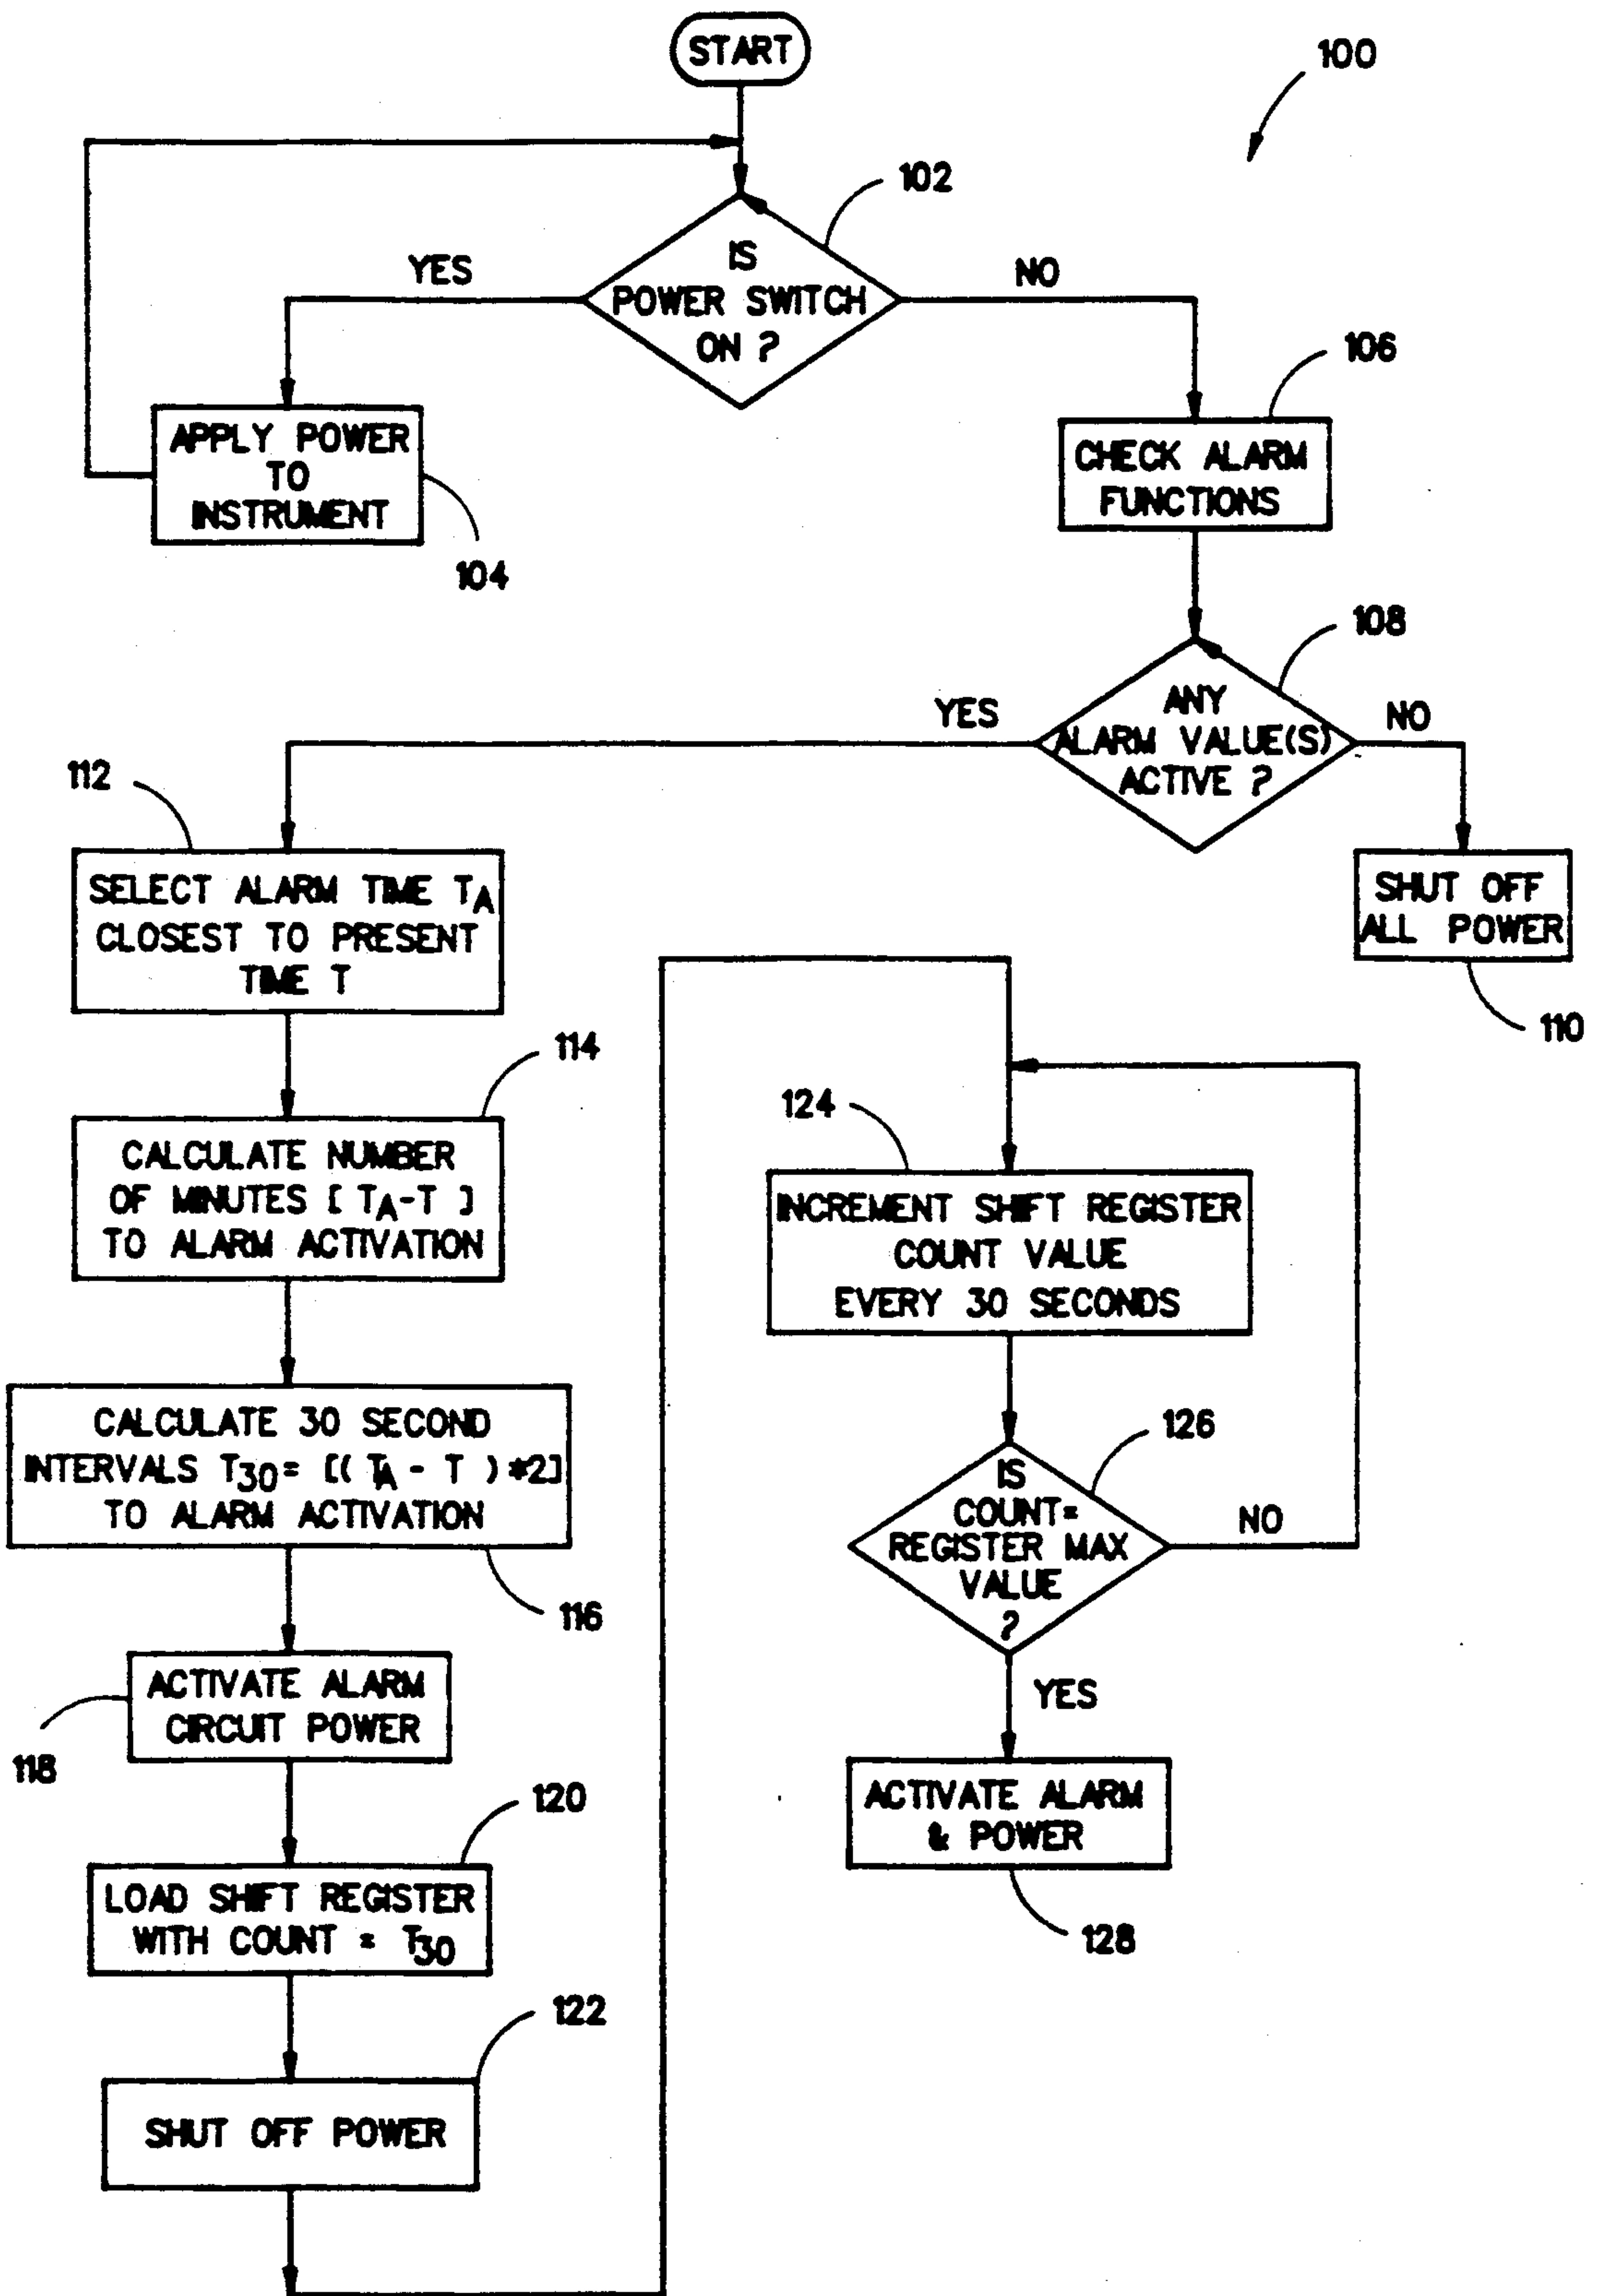 START
100
102
IS
POWER SWITCH
ON ?
YES
NO
106
APPLY POWER
TO
INSTRUMENT
104
CHECK ALARM
FUNCTIONS
108
ANY
ALARM VALUE(S)
ACTIVE ?
YES
NO
112
SELECT ALARM TIME TA
CLOSEST TO PRESENT
TIME T
SHUT OFF
ALL POWER
110
114
CALCULATE NUMBER
OF MINUTES [ TA-T ]
TO ALARM ACTIVATION
124
INCREMENT SHIFT REGISTER
COUNT VALUE
EVERY 30 SECONDS
CALCULATE 30 SECOND
INTERVALS T30= [( TA - T ) *2]
TO ALARM ACTIVATION
116
126
IS
COUNT=
REGISTER MAX
VALUE
?
NO
YES
ACTIVATE ALARM
CIRCUIT POWER
118
ACTIVATE ALARM
& POWER
128
120
LOAD SHIFT REGISTER
WITH COUNT = T30
122
SHUT OFF POWER